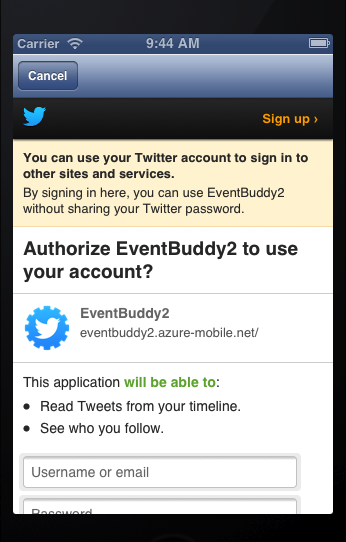 Carrier 9:44 AM
Cancel
Sign up ›
You can use your Twitter account to sign in to
other sites and services.
By signing in here, you can use EventBuddy2
without sharing your Twitter password.
Authorize EventBuddy2 to use
your account?
EventBuddy2
eventbuddy2.azure-mobile.net/
This application will be able to:
• Read Tweets from your timeline.
• See who you follow.
Username or email
Password